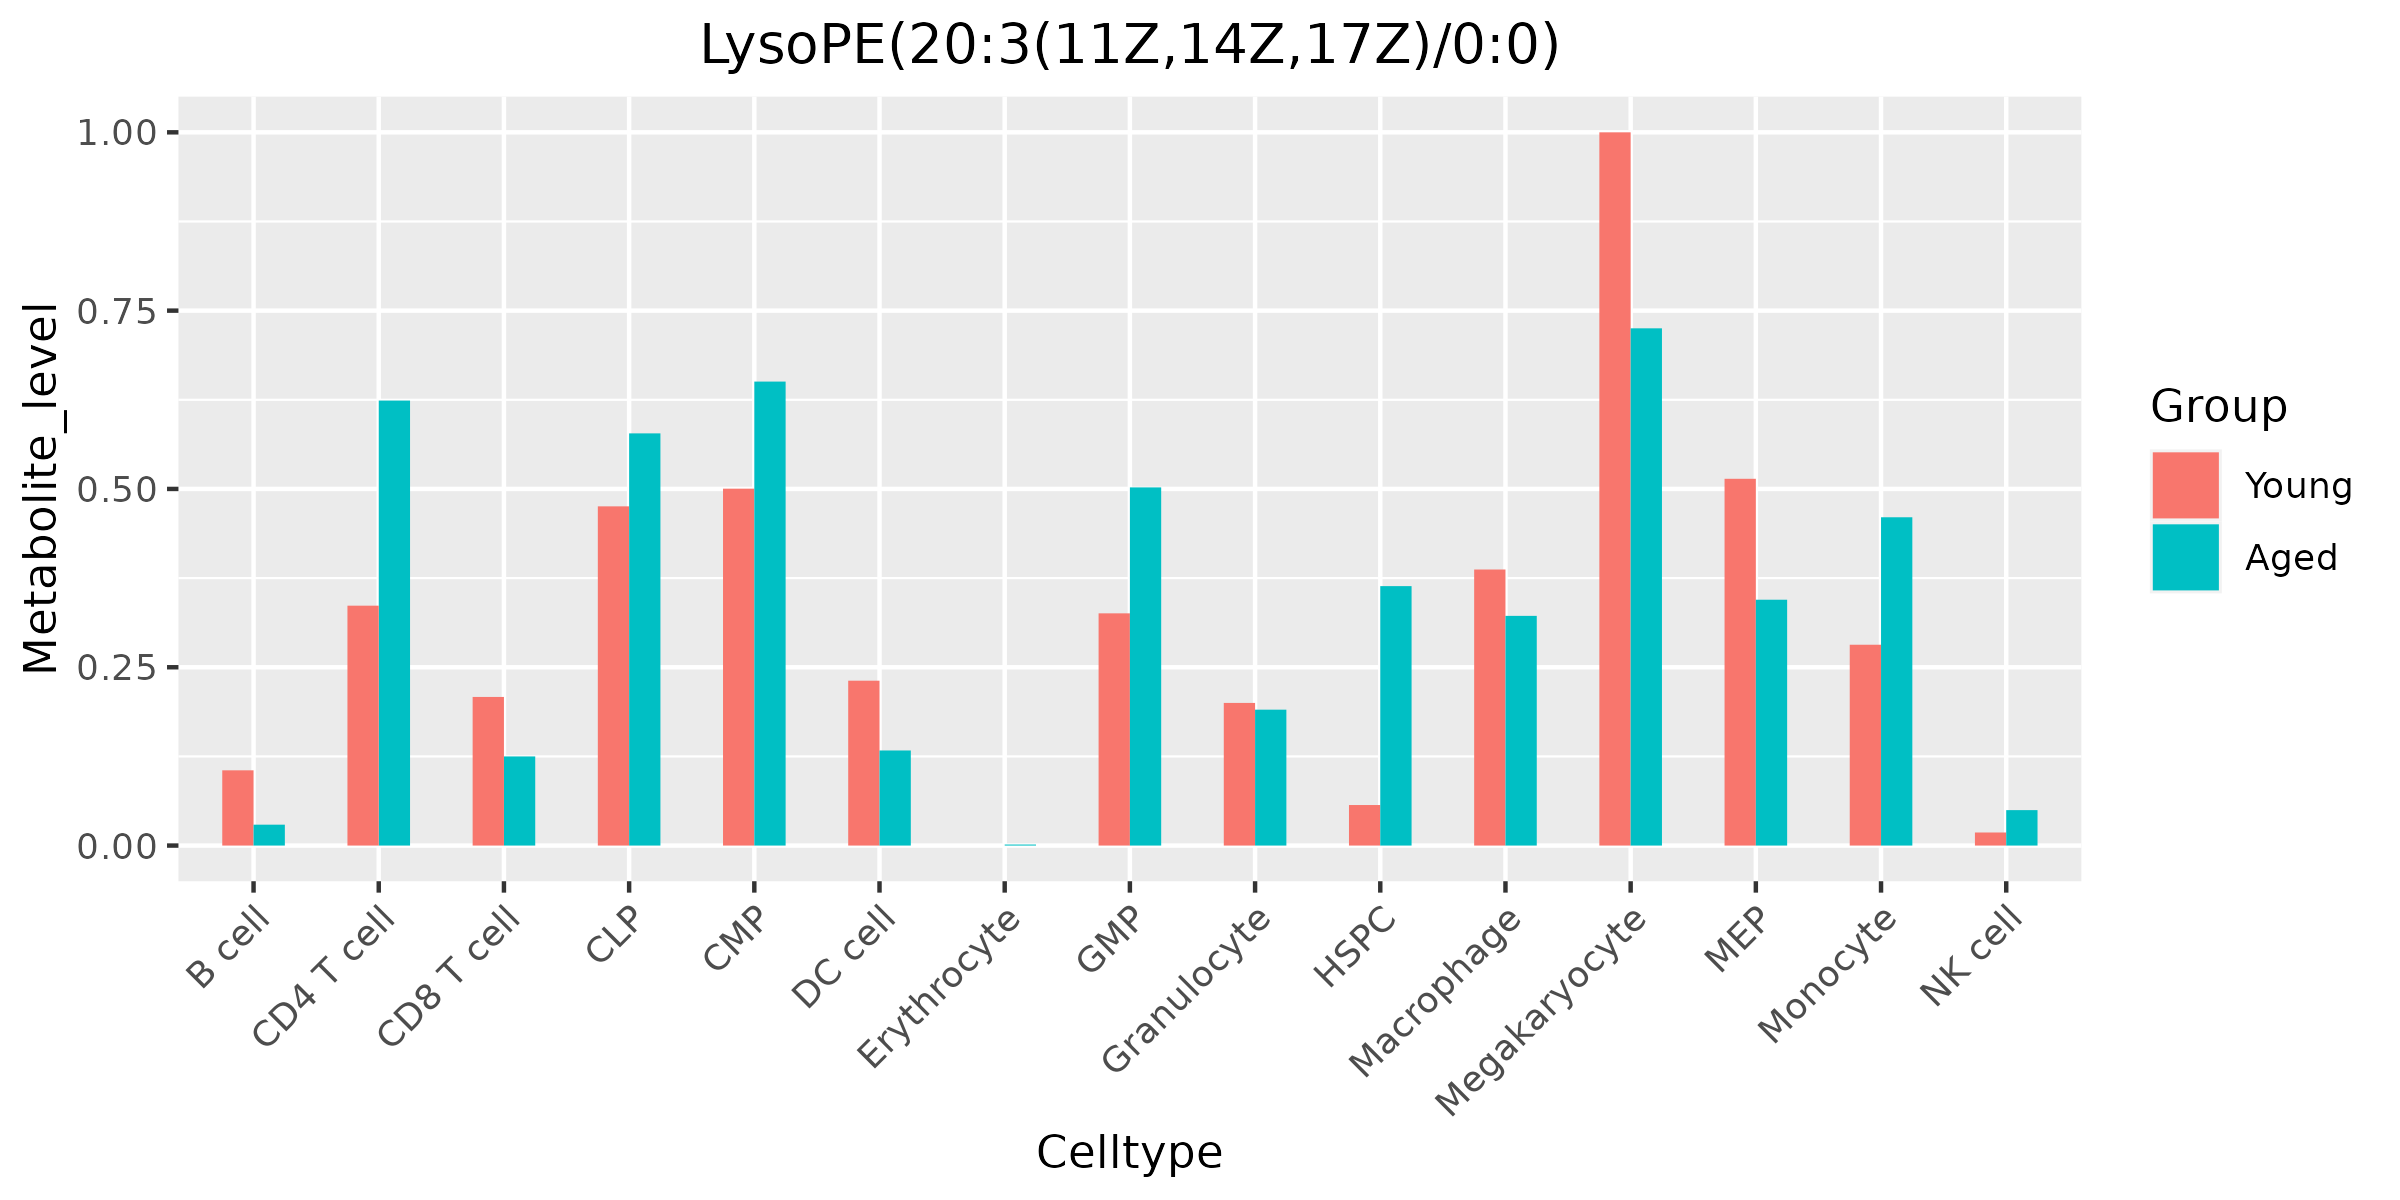 LysoPE(20:3(11Z,14Z,17Z)/0:0)
Metabolite_level
1.00
0.75
0.50
0.25
0.00
B cell
CD4 T cell
CD8 T cell
CLP
CMP
DC cell
Erythrocyte
GMP
Granulocyte
HSPC
Macrophage
Megakaryocyte
MEP
Monocyte
NK cell
Celltype
Group
Young
Aged